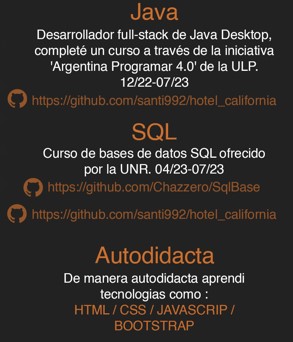 Java
Desarrollador full-stack de Java Desktop,
completé un curso a través de la iniciativa
'Argentina Programar 4.0' de la ULP.
12/22-07/23
https://github.com/santi992/hotel_california
SQL
Curso de bases de datos SQL ofrecido
por la UNR. 04/23-07/23
https://github.com/Chazzero/SqlBase
https://github.com/santi992/hotel_california
Autodidacta
De manera autodidacta aprendi
tecnologias como :
HTML / CSS / JAVASCRIP /
BOOTSTRAP